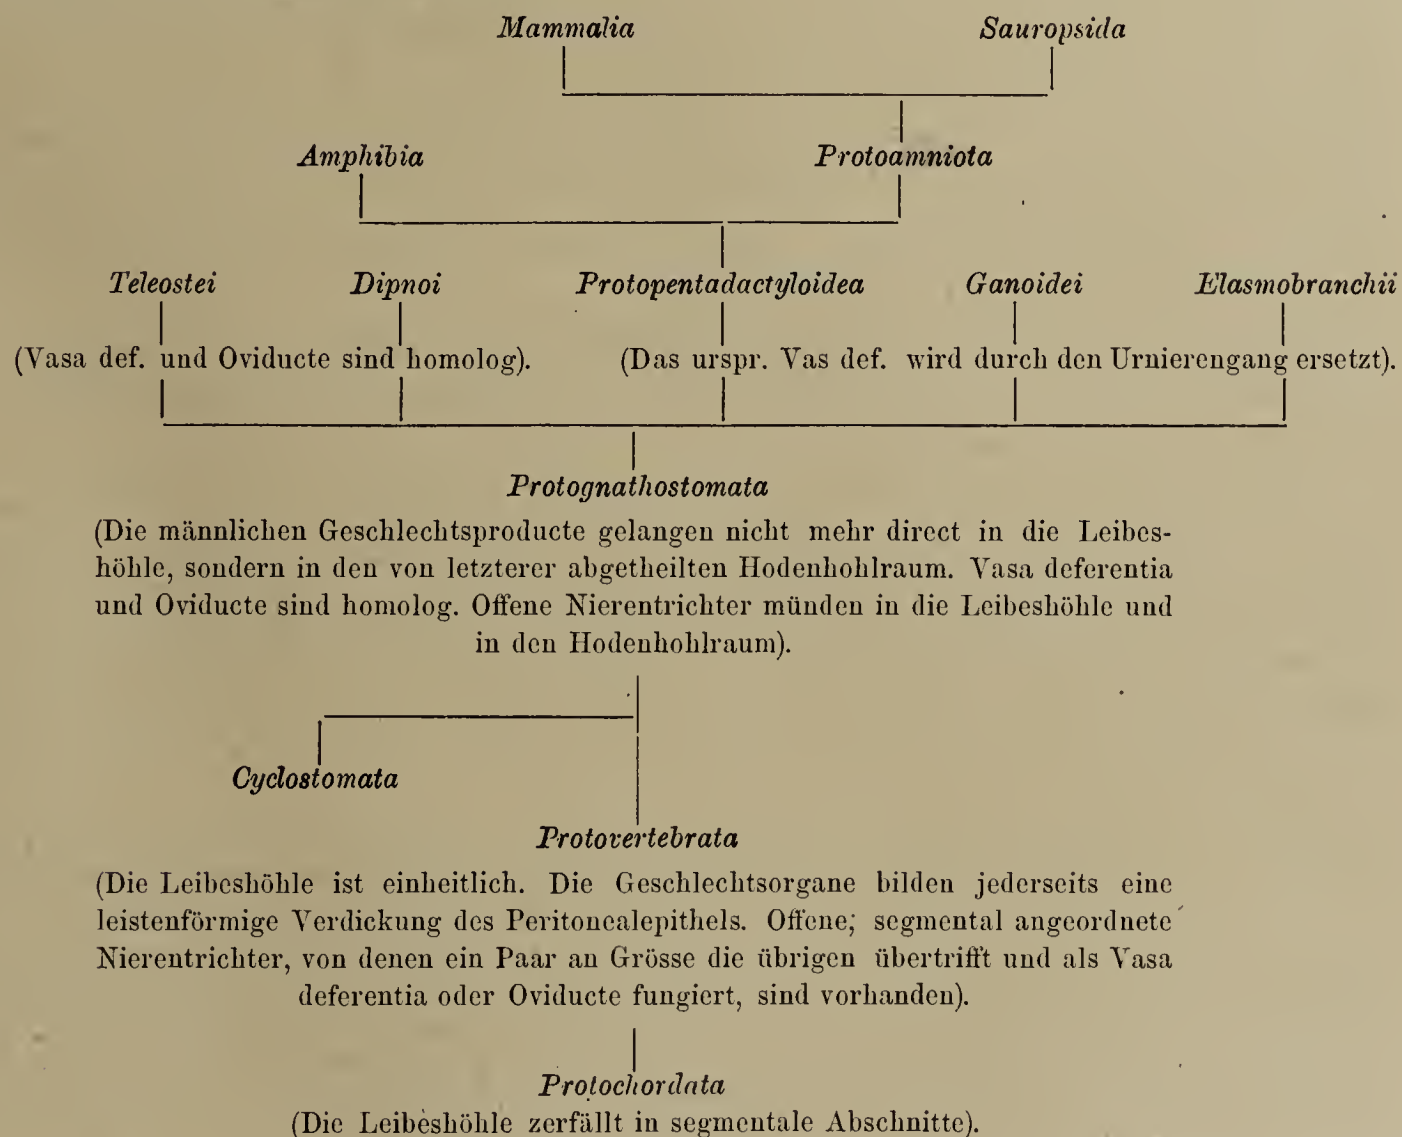 Mammalia Sauropsida
Amphibia Protoamniota
Teleostei Dipnoi Protopentadactyloidea Ganoidei Elasmobranchii
(Vasa def. und Oviducte sind homolog). (Das urspr. Vas def. wird durch den Urnierengang ersetzt).
Protognathostomata
(Die männlichen Geschlechtsproducte gelangen nicht mehr direct in die Leibes-
höhle, sondern in den von letzterer abgetheilten Hodenhohlraum. Vasa deferentia
und Oviducte sind homolog. Offene Nierentrichter münden in die Leibeshöhle und
in den Hodenhohlraum).
Cyclostomata
Protovertebrata
(Die Leibeshöhle ist einheitlich. Die Geschlechtsorgane bilden jederseits eine
leistenförmige Verdickung des Peritonealepithels. Offene; segmental angeordnete
Nierentrichter, von denen ein Paar an Grösse die übrigen übertrifft und als Vasa
deferentia oder Oviducte fungiert, sind vorhanden).
Protochordata
(Die Leibeshöhle zerfällt in segmentale Abschnitte).